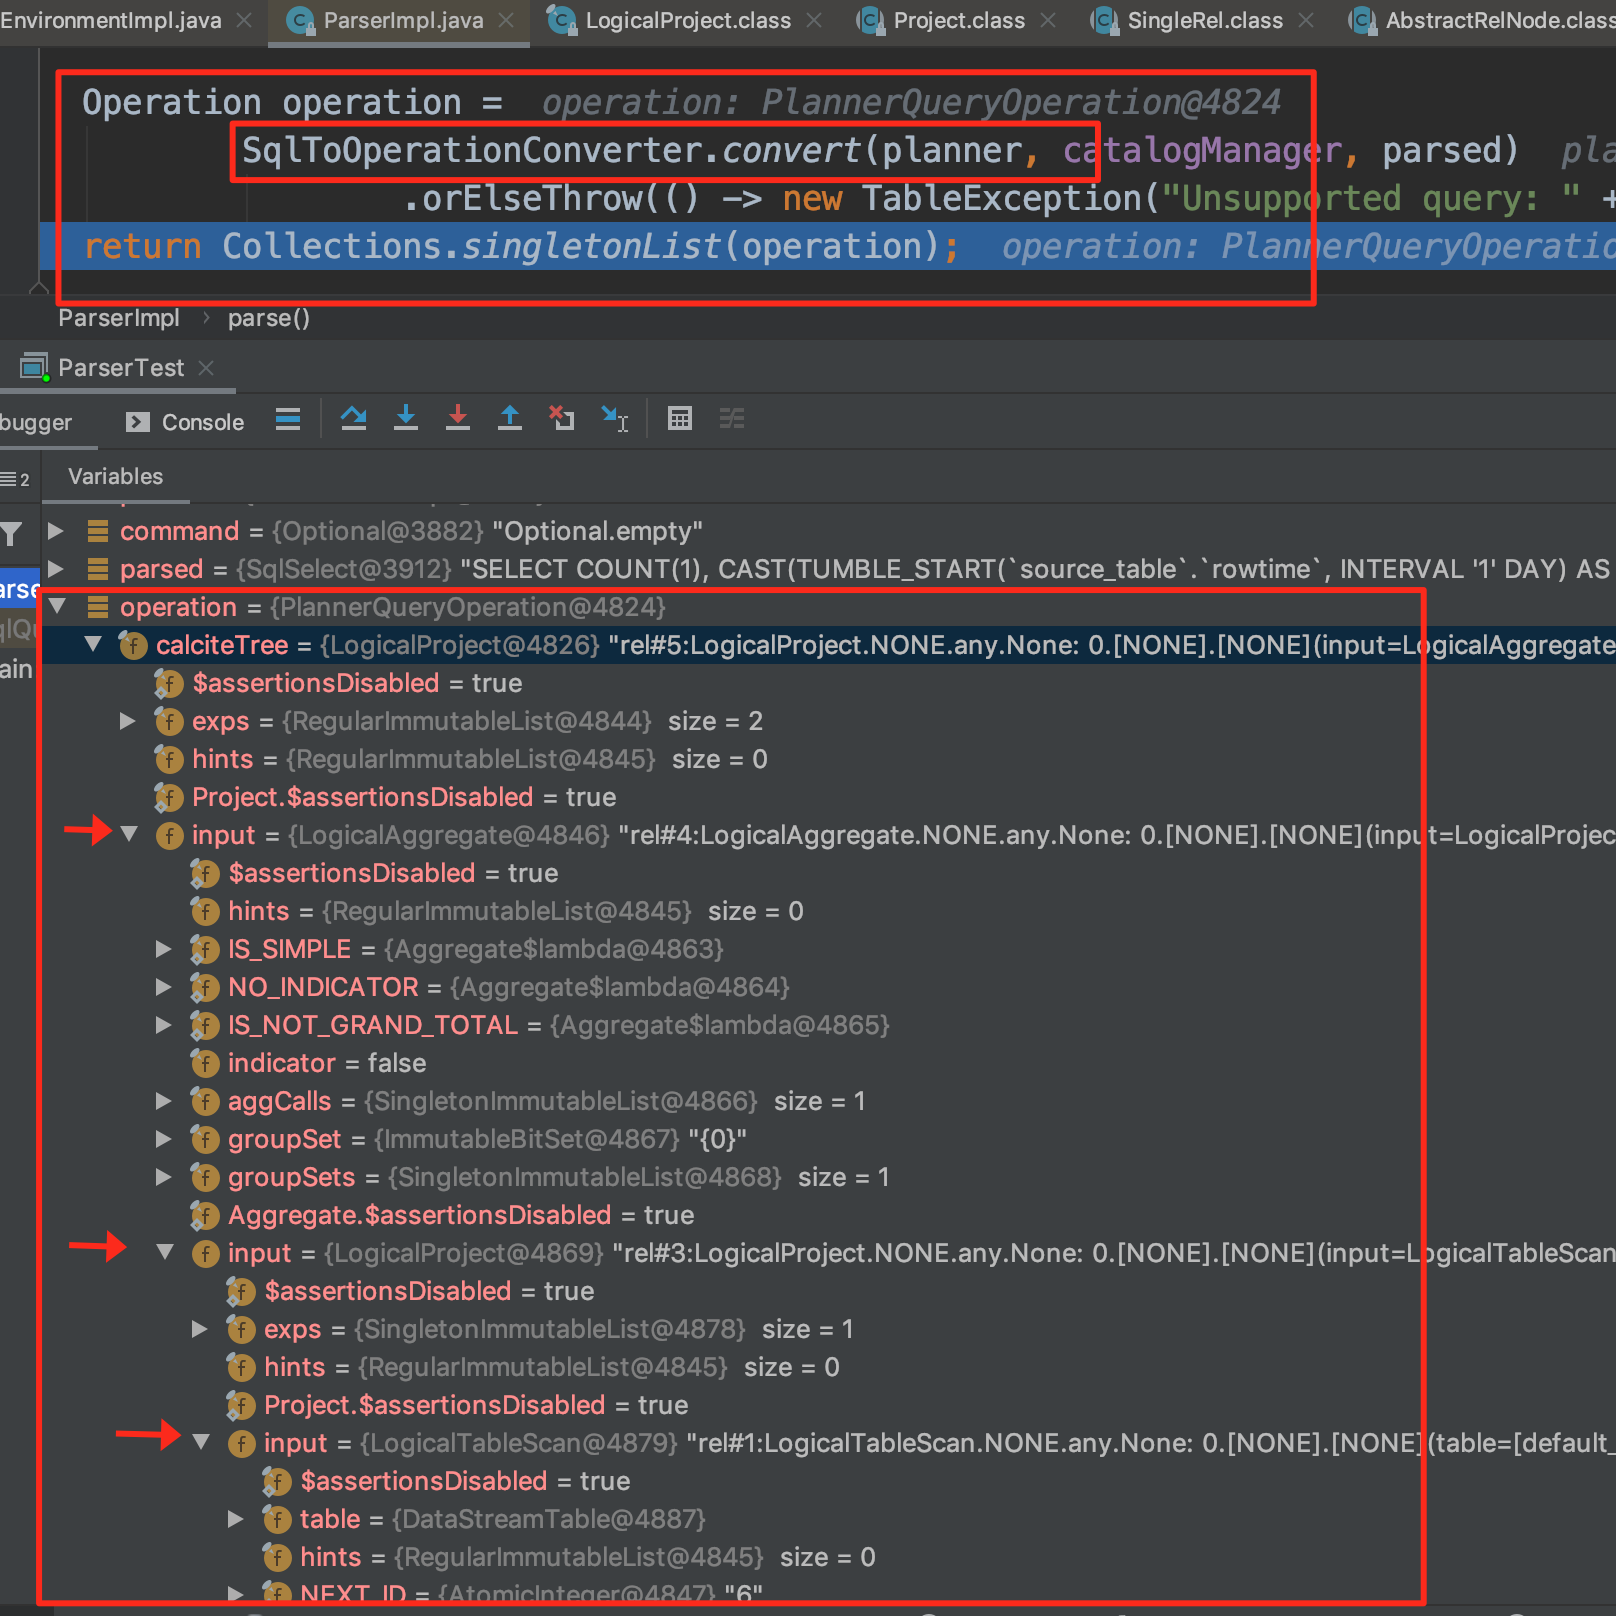 EnvironmentImpl.java ParserImpl.java LogicalProject.class Project.class SingleRel.class AbstractRelNode.class
Operation operation = operation: PlannerQueryOperation@4824
SqlToOperationConverter.convert(planner, catalogManager, parsed) pla
.orElseThrow(() -> new TableException("Unsupported query: " +
return Collections.singletonList(operation); operation: PlannerQueryOperatio
ParserImpl › parse()
ParserTest
bugger Console
2 Variables
command = {Optional@3882} "Optional.empty"
parsed = {SqlSelect@3912} "SELECT COUNT(1), CAST(TUMBLE_START(`source_table`.`rowtime`, INTERVAL '1' DAY) AS
arse operation = {PlannerQueryOperation@4824}
qlQu calciteTree = {LogicalProject@4826} "rel#5:LogicalProject.NONE.any.None: 0.[NONE].[NONE](input=LogicalAggregate
ain $assertionsDisabled = true
exps = {RegularImmutableList@4844} size = 2
hints = {RegularImmutableList@4845} size = 0
Project.$assertionsDisabled = true
input = {LogicalAggregate@4846} "rel#4:LogicalAggregate.NONE.any.None: 0.[NONE].[NONE](input=LogicalProjec
$assertionsDisabled = true
hints = {RegularImmutableList@4845} size = 0
IS_SIMPLE = {Aggregate$lambda@4863}
NO_INDICATOR = {Aggregate$lambda@4864}
IS_NOT_GRAND_TOTAL = {Aggregate$lambda@4865}
indicator = false
aggCalls = {SingletonImmutableList@4866} size = 1
groupSet = {ImmutableBitSet@4867} "{0}"
groupSets = {SingletonImmutableList@4868} size = 1
Aggregate.$assertionsDisabled = true
input = {LogicalProject@4869} "rel#3:LogicalProject.NONE.any.None: 0.[NONE].[NONE](input=LogicalTableScan
$assertionsDisabled = true
exps = {SingletonImmutableList@4878} size = 1
hints = {RegularImmutableList@4845} size = 0
Project.$assertionsDisabled = true
input = {LogicalTableScan@4879} "rel#1:LogicalTableScan.NONE.any.None: 0.[NONE].[NONE](table=[default_
$assertionsDisabled = true
table = {DataStreamTable@4887}
hints = {RegularImmutableList@4845} size = 0
NEXT_ID = {AtomicInteger@4847} "6"